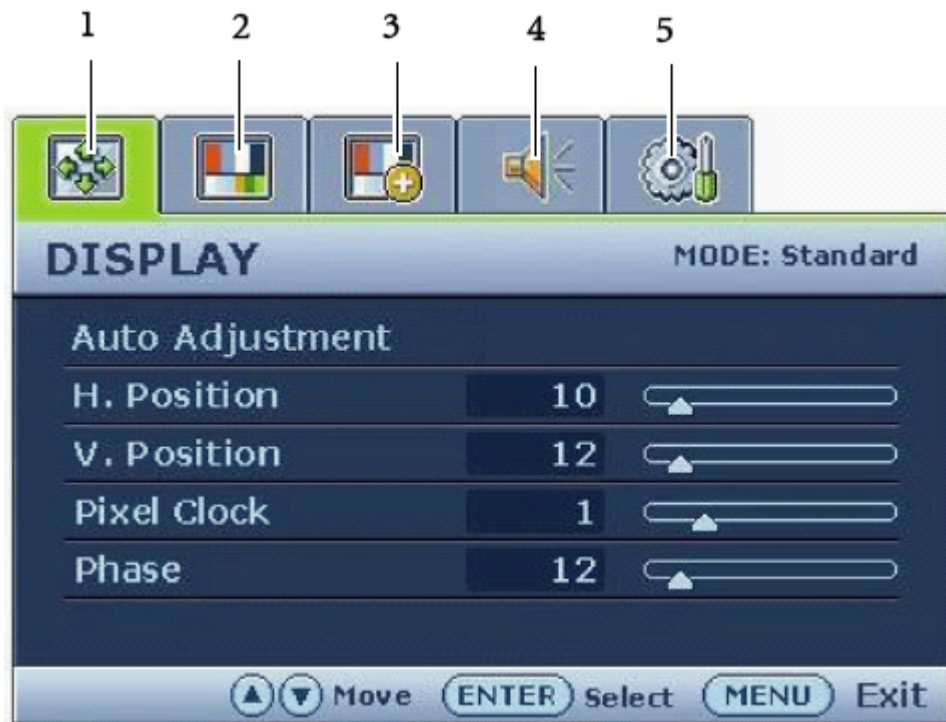 1 2 3 4 5
DISPLAY MODE: Standard
Auto Adjustment
H. Position 10
V. Position 12
Pixel Clock 1
Phase 12
Move ENTER Select MENU Exit